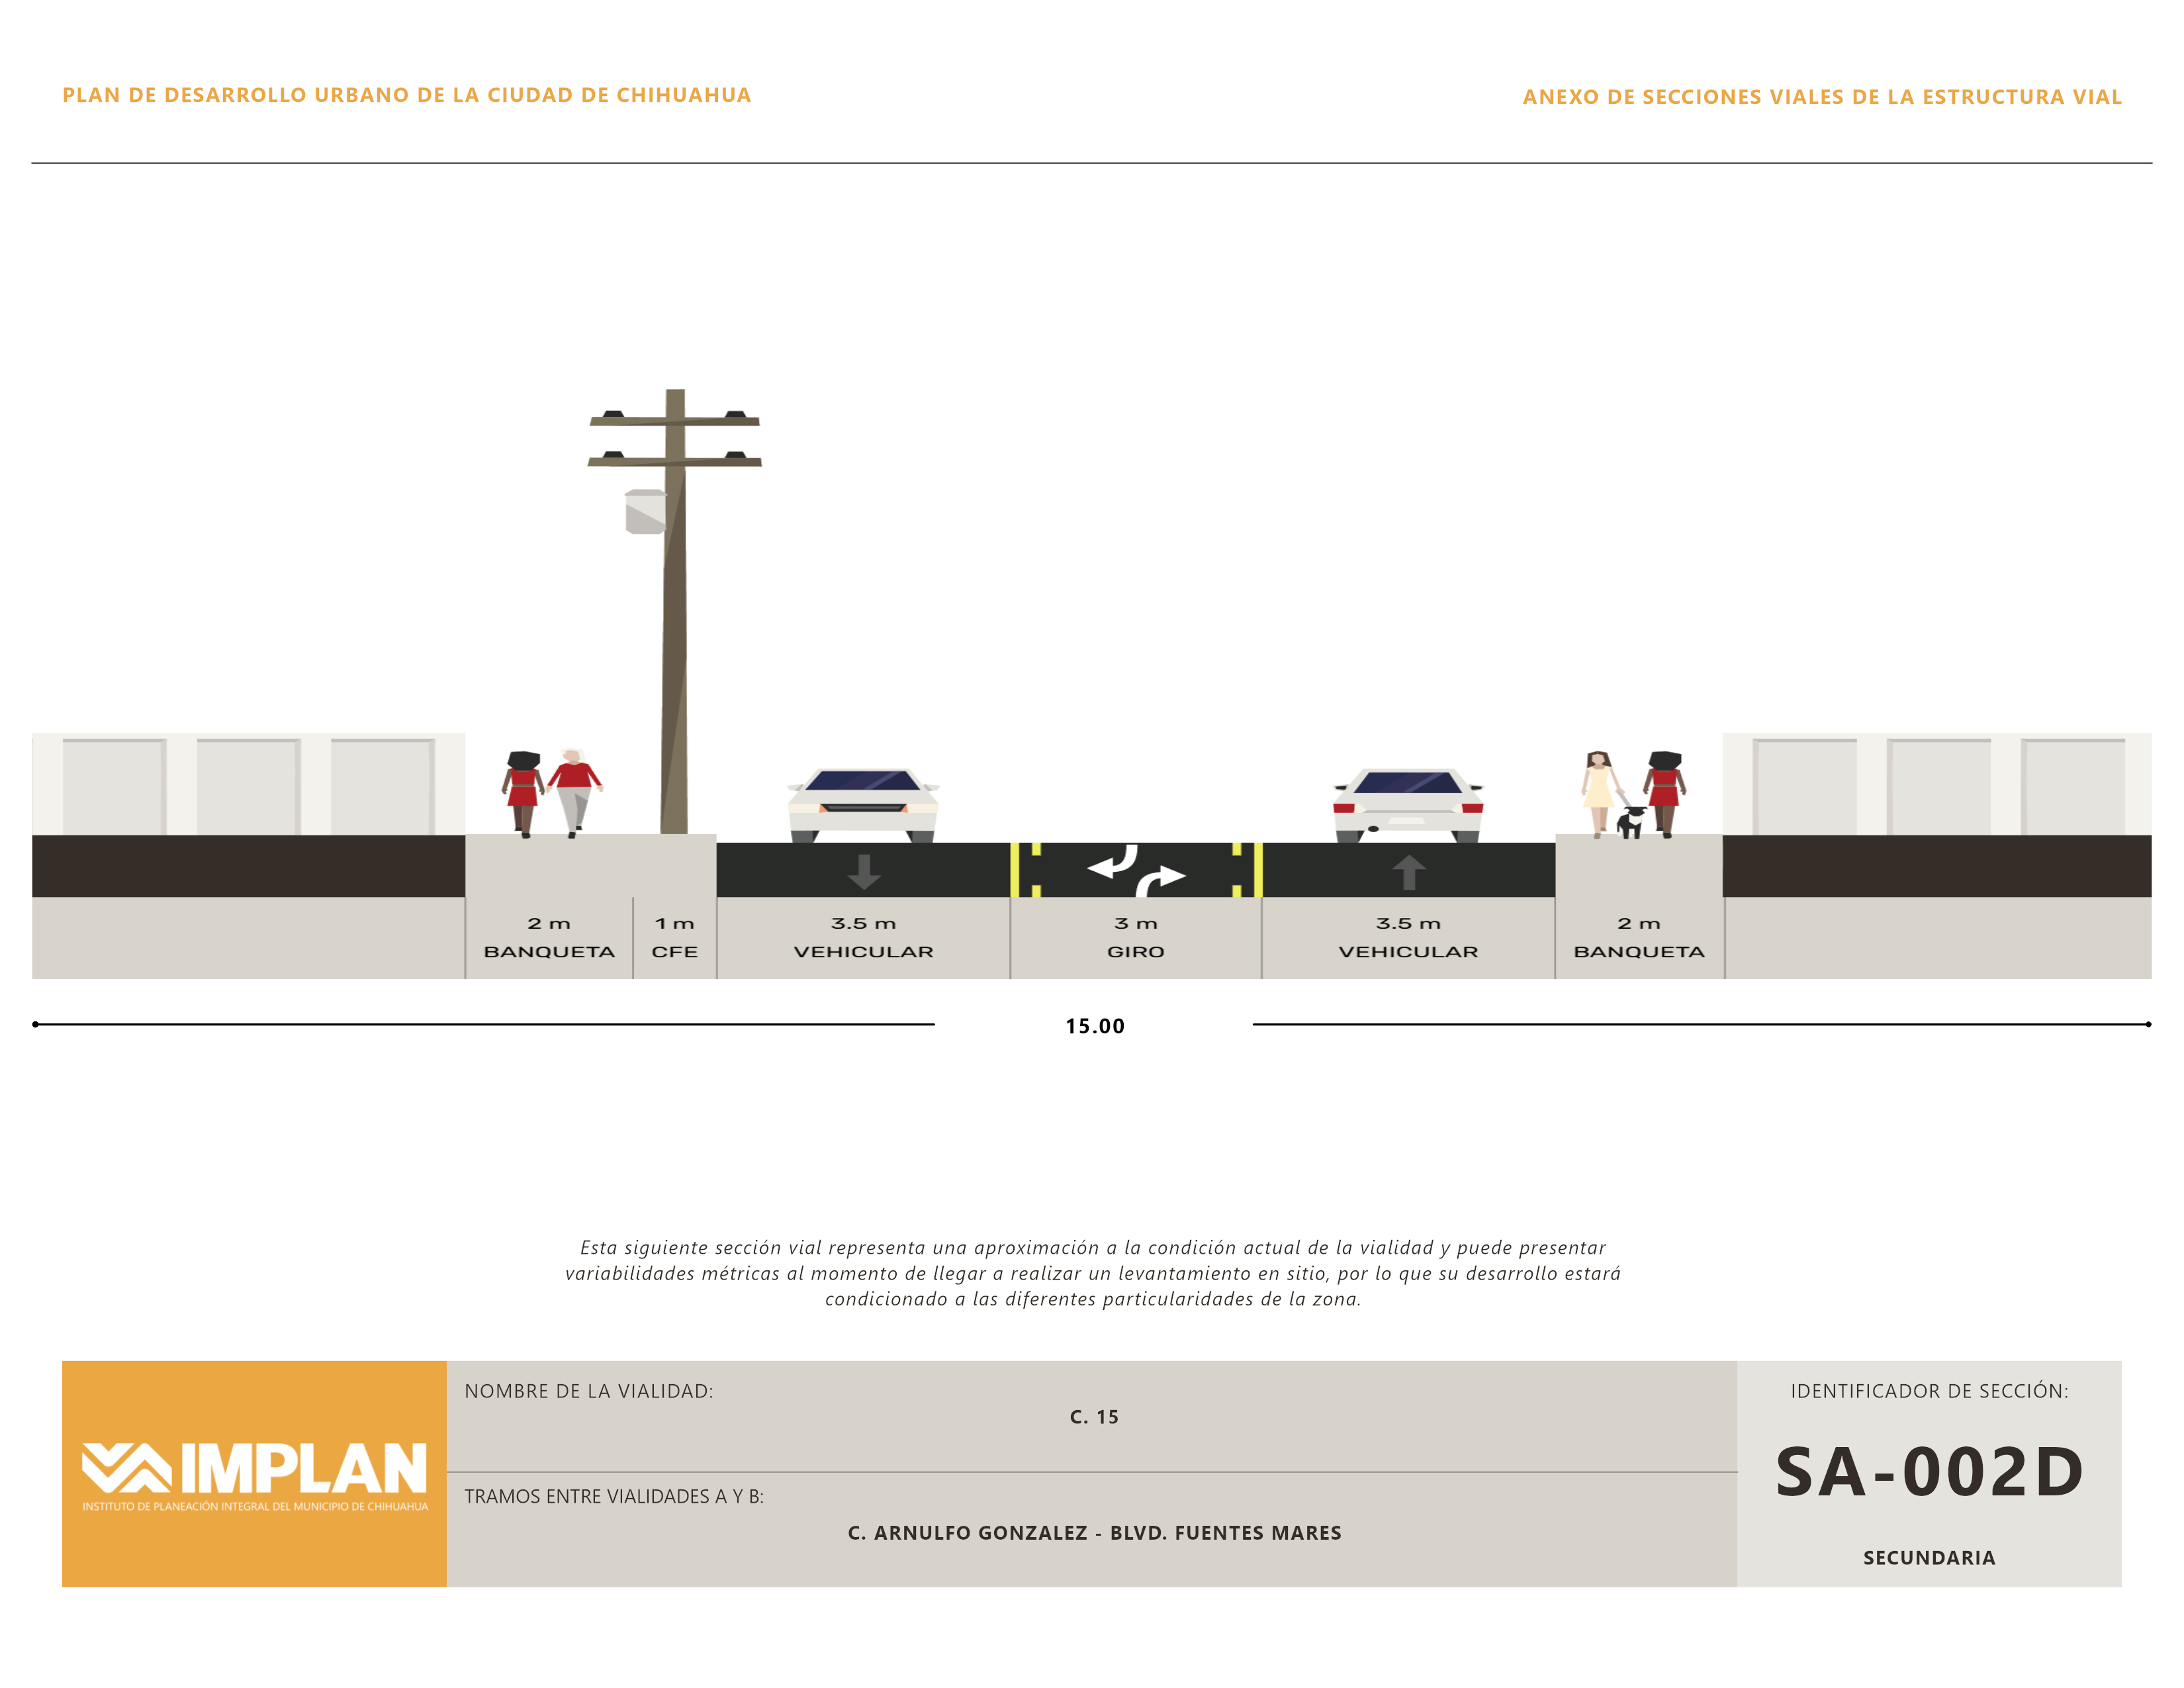 PLAN DE DESARROLLO URBANO DE LA CIUDAD DE CHIHUAHUA
ANEXO DE SECCIONES VIALES DE LA ESTRUCTURA VIAL
2 m
BANQUETA
1 m
CFE
3.5 m
VEHICULAR
3 m
GIRO
3.5 m
VEHICULAR
2 m
BANQUETA
15.00
Esta siguiente sección vial representa una aproximación a la condición actual de la vialidad y puede presentar
variabilidades métricas al momento de llegar a realizar un levantamiento en sitio, por lo que su desarrollo estará
condicionado a las diferentes particularidades de la zona.
IMPLAN
INSTITUTO DE PLANEACIÓN INTEGRAL DEL MUNICIPIO DE CHIHUAHUA
NOMBRE DE LA VIALIDAD:
C. 15
TRAMOS ENTRE VIALIDADES A Y B:
C. ARNULFO GONZALEZ - BLVD. FUENTES MARES
IDENTIFICADOR DE SECCIÓN:
SA-002D
SECUNDARIA